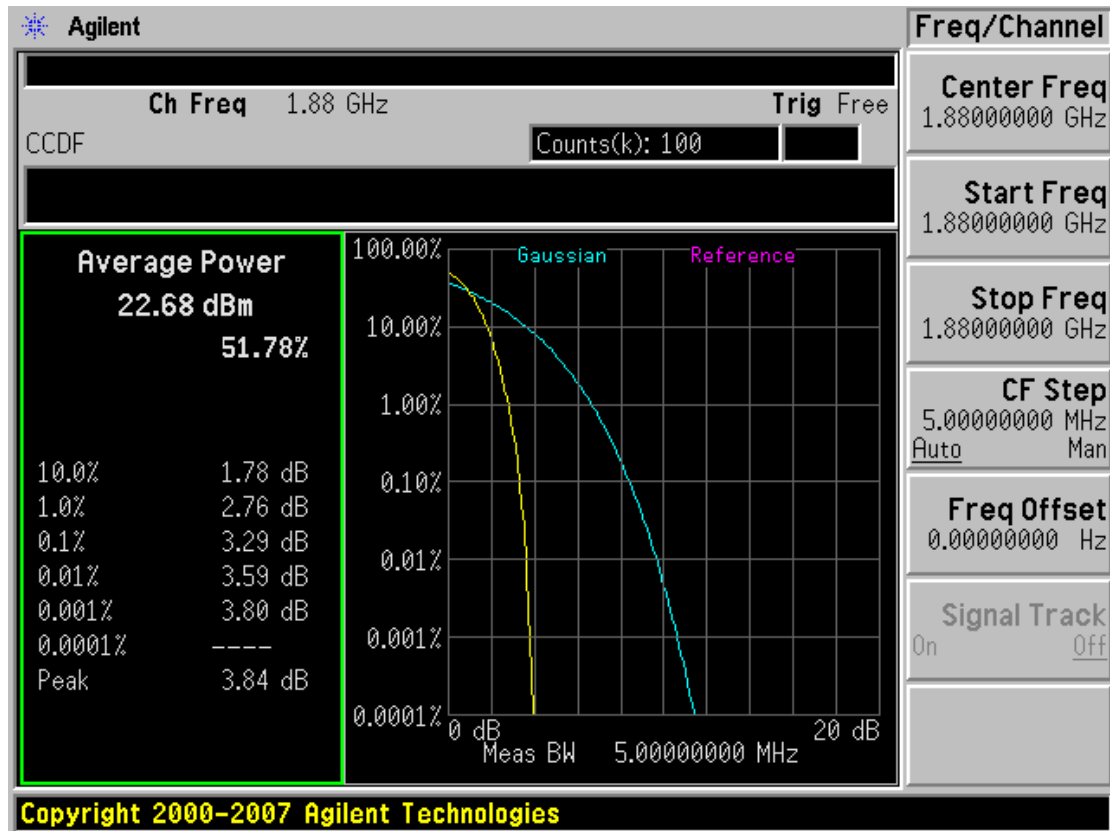 Agilent
Freq/Channel
Ch Freq 1.88 GHz
Trig Free
CCDF
Counts(k): 100
Average Power
22.68 dBm
51.78%
10.0% 1.78 dB
1.0% 2.76 dB
0.1% 3.29 dB
0.01% 3.59 dB
0.001% 3.80 dB
0.0001% ----
Peak 3.84 dB
Gaussian
Reference
100.00%
10.00%
1.00%
0.10%
0.01%
0.001%
0.0001%
0 dB
20 dB
Meas BW 5.00000000 MHz
Center Freq
1.88000000 GHz
Start Freq
1.88000000 GHz
Stop Freq
1.88000000 GHz
CF Step
5.00000000 MHz
Auto Man
Freq Offset
0.00000000 Hz
Signal Track
On Off
Copyright 2000-2007 Agilent Technologies